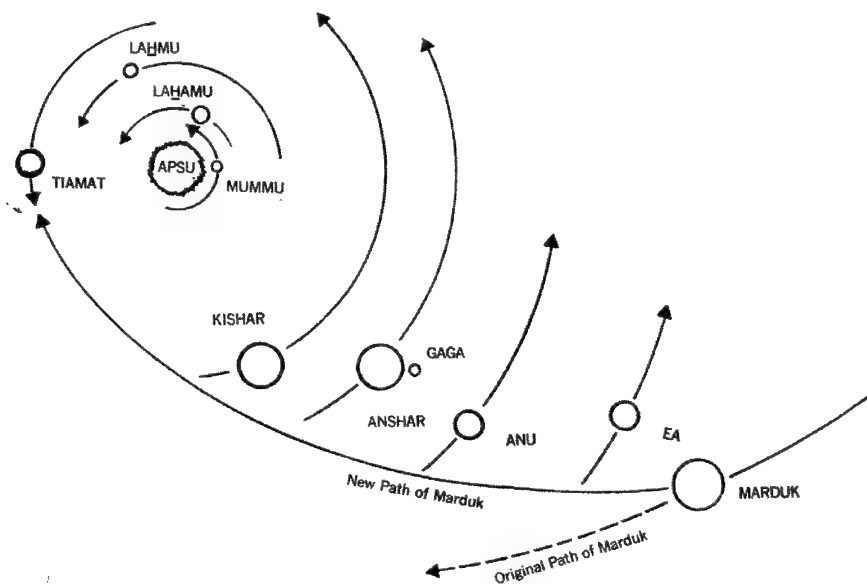 LAHMU
LAHAMU
APSU
TIAMAT
MUMMU
KISHAR
GAGA
ANSHAR
ANU
EA
New Path of Marduk
MARDUK
Original Path of Marduk